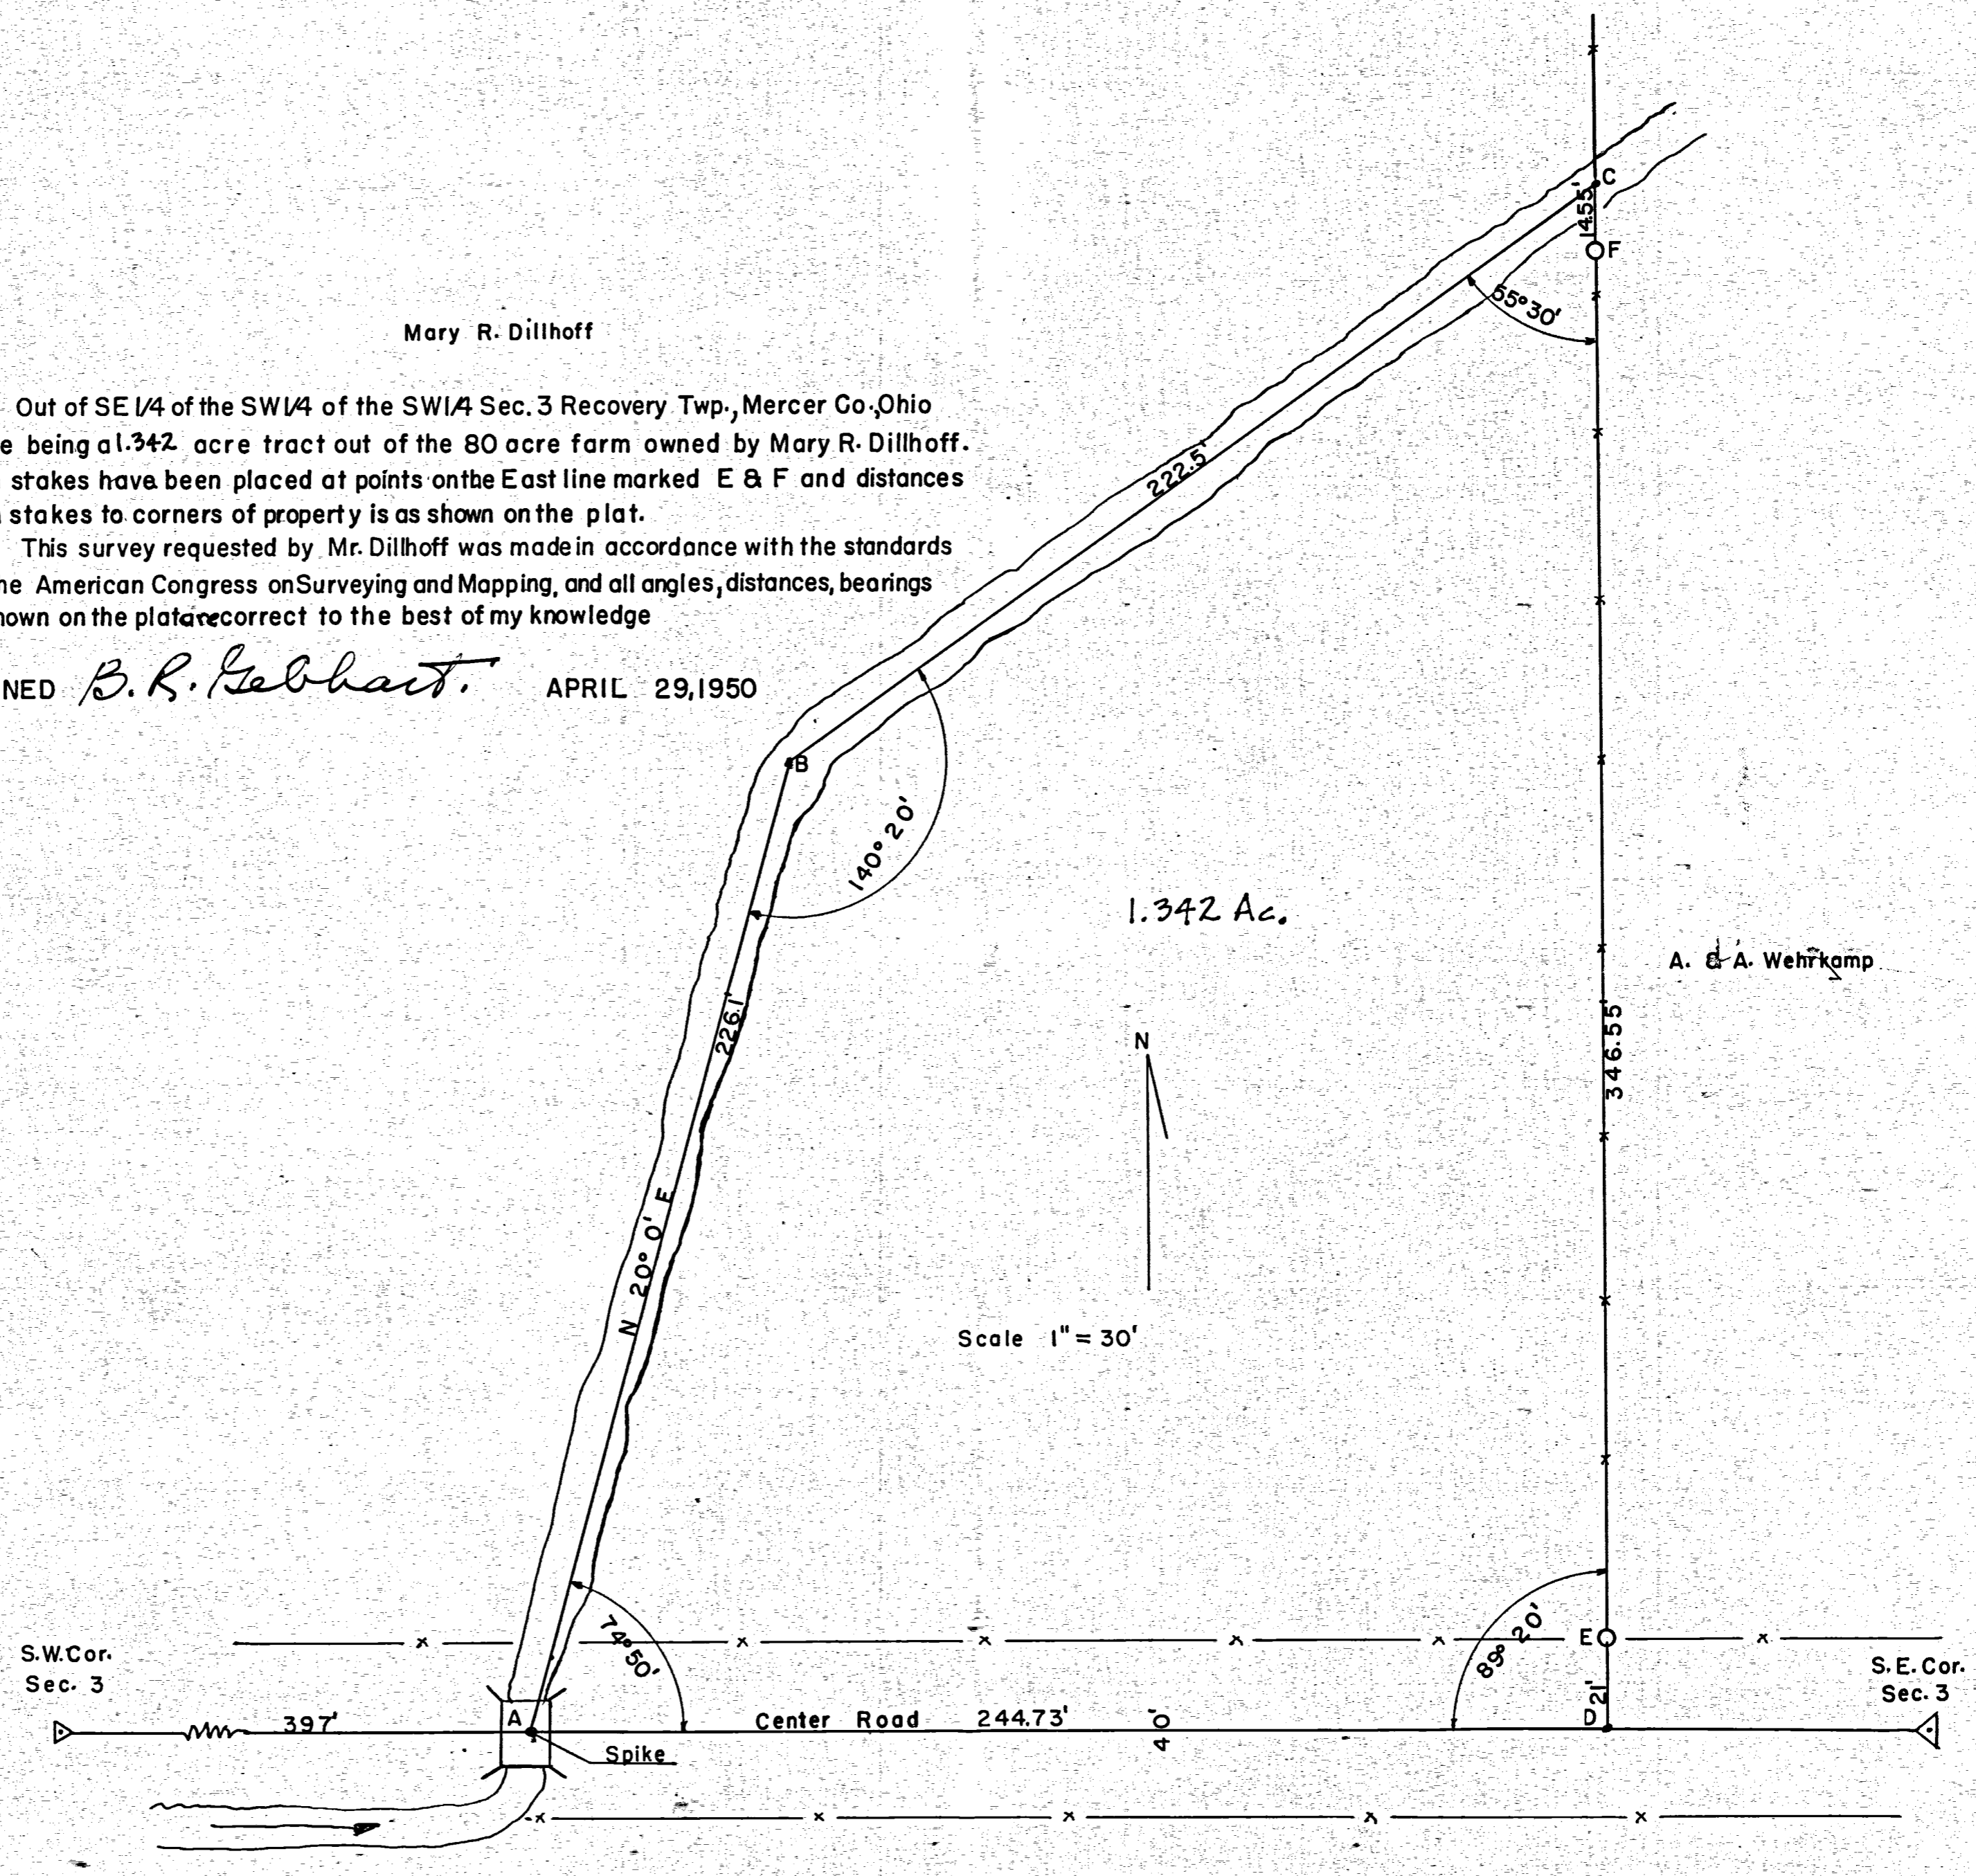 Mary R. Dillhoff
Out of SE 1/4 of the SW 1/4 of the SW 1/4 Sec. 3 Recovery Twp., Mercer Co., Ohio
e being a 1.342 acre tract out of the 80 acre farm owned by Mary R. Dillhoff.
stakes have been placed at points on the East line marked E & F and distances
stakes to corners of property is as shown on the plat.
This survey requested by Mr. Dillhoff was made in accordance with the standards
he American Congress on Surveying and Mapping, and all angles, distances, bearings
hown on the plat are correct to the best of my knowledge
NED B. R. Gebhart. APRIL 29, 1950
C
14.55'
F
55°30'
222.5'
B
140° 20'
1.342 Ac.
A. & A. Wehrkamp
226.1'
346.55'
N
N 20° 0' E
Scale 1" = 30'
74° 50'
89° 20'
E
S.W. Cor.
Sec. 3
S.E. Cor.
Sec. 3
21'
397'
A
Center Road 244.73'
40'
D
Spike